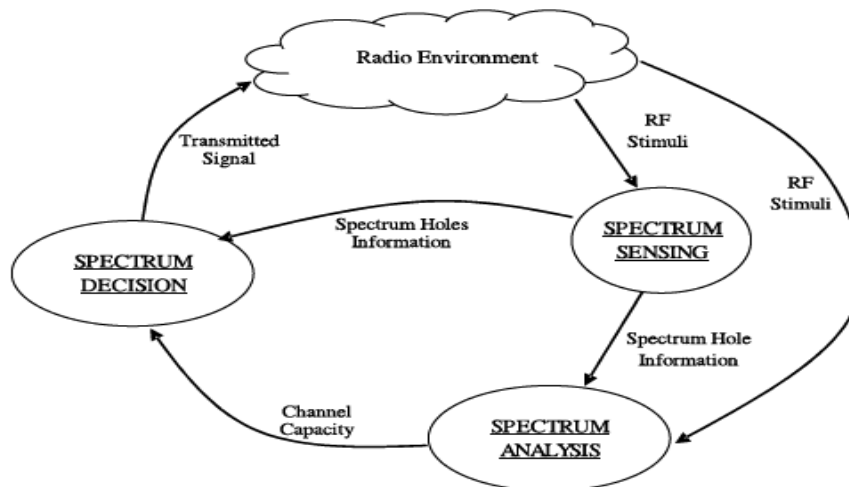 Radio Environment
RF
Stimuli
Transmitted
Signal
RF
Stimuli
Spectrum Holes
Information
SPECTRUM
SENSING
SPECTRUM
DECISION
Spectrum Hole
Information
Channel
Capacity
SPECTRUM
ANALYSIS